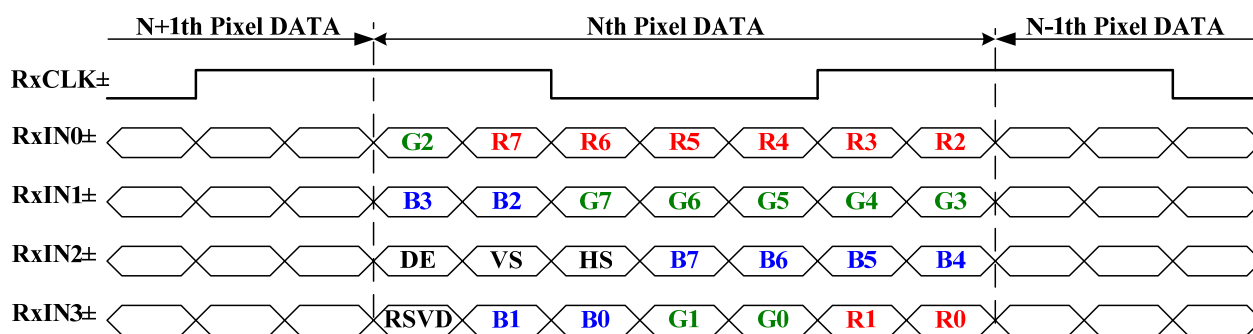 N+1th Pixel DATA Nth Pixel DATA N-1th Pixel DATA
RxCLK±
RxIN0± G2 R7 R6 R5 R4 R3 R2
RxIN1± B3 B2 G7 G6 G5 G4 G3
RxIN2± DE VS HS B7 B6 B5 B4
RxIN3± RSVD B1 B0 G1 G0 R1 R0